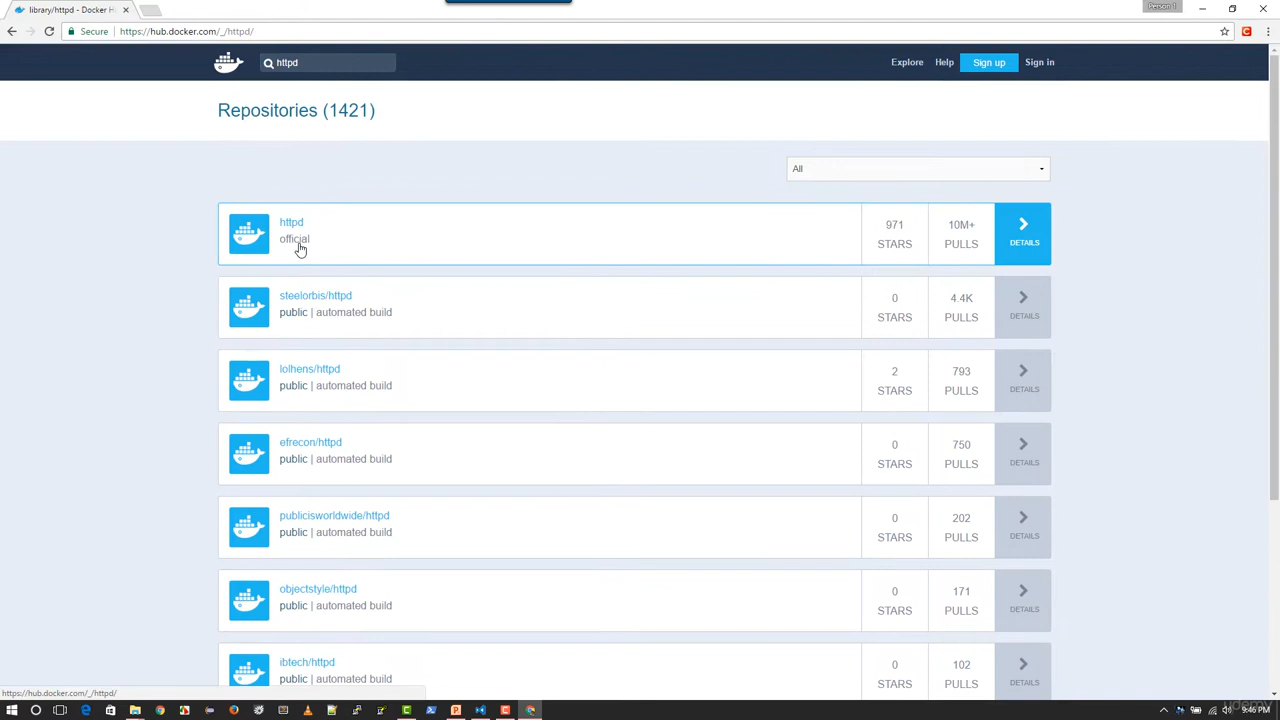 library/httpd - Docker H
Person 1
Secure
https://hub.docker.com/_/httpd/
httpd
Explore
Help
Sign up
Sign in
Repositories (1421)
All
httpd
official
971
STARS
10M+
PULLS
DETAILS
steelorbis/httpd
public | automated build
0
STARS
4.4K
PULLS
DETAILS
lolhens/httpd
public | automated build
2
STARS
793
PULLS
DETAILS
efrecon/httpd
public | automated build
0
STARS
750
PULLS
DETAILS
publicisworldwide/httpd
public | automated build
0
STARS
202
PULLS
DETAILS
objectstyle/httpd
public | automated build
0
STARS
171
PULLS
DETAILS
ibtech/httpd
public | automated build
0
STARS
102
PULLS
DETAILS
https://hub.docker.com/_/httpd/
9:46 PM
udemy